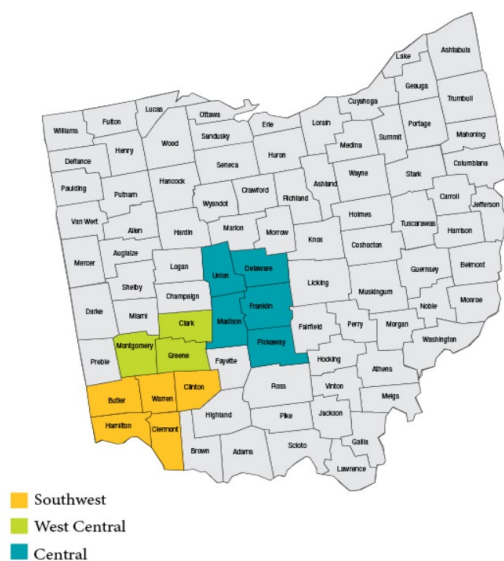 Ashtabula
Lake
Geauga
Lucas
Fulton
Williams
Ottawa
Cuyahoga
Trumbull
Erie
Lorain
Portage
Wood
Sandusky
Henry
Summit
Medina
Mahoning
Defiance
Huron
Seneca
Columbiana
Ashland
Wayne
Stark
Hancock
Paulding
Putnam
Crawford
Richland
Wyandot
Carroll
Jefferson
Van Wert
Allen
Hardin
Marion
Morrow
Holmes
Tuscarawas
Harrison
Knox
Coshocton
Auglaize
Mercer
Logan
Union
Delaware
Guernsey
Belmont
Shelby
Licking
Muskingum
Champaign
Franklin
Noble
Monroe
Darke
Miami
Madison
Clark
Fairfield
Perry
Morgan
Washington
Montgomery
Greene
Pickaway
Preble
Fayette
Hocking
Athens
Clinton
Ross
Vinton
Butler
Warren
Meigs
Highland
Pike
Jackson
Hamilton
Clermont
Gallia
Brown
Adams
Scioto
Lawrence
Southwest
West Central
Central